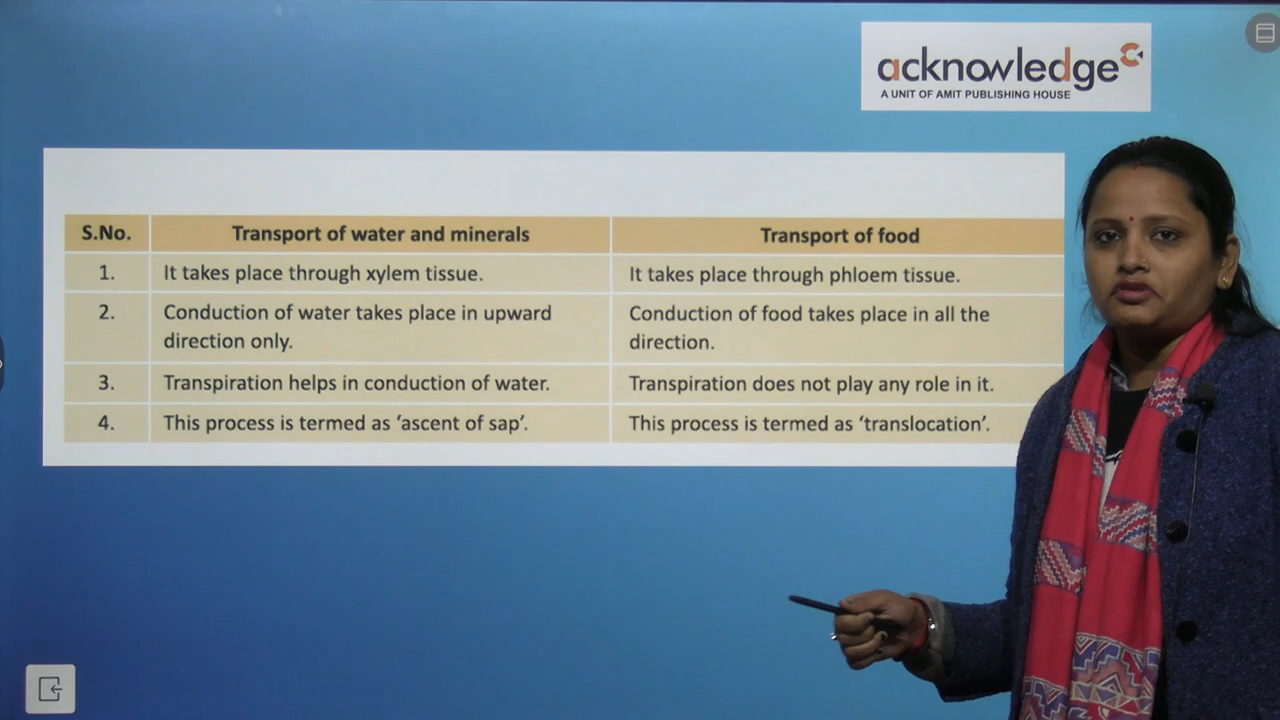 acknowledge
A UNIT OF AMIT PUBLISHING HOUSE
S.No. Transport of water and minerals Transport of food
1. It takes place through xylem tissue. It takes place through phloem tissue.
2. Conduction of water takes place in upward Conduction of food takes place in all the
direction only. direction.
3. Transpiration helps in conduction of water. Transpiration does not play any role in it.
4. This process is termed as ‘ascent of sap’. This process is termed as ‘translocation’.